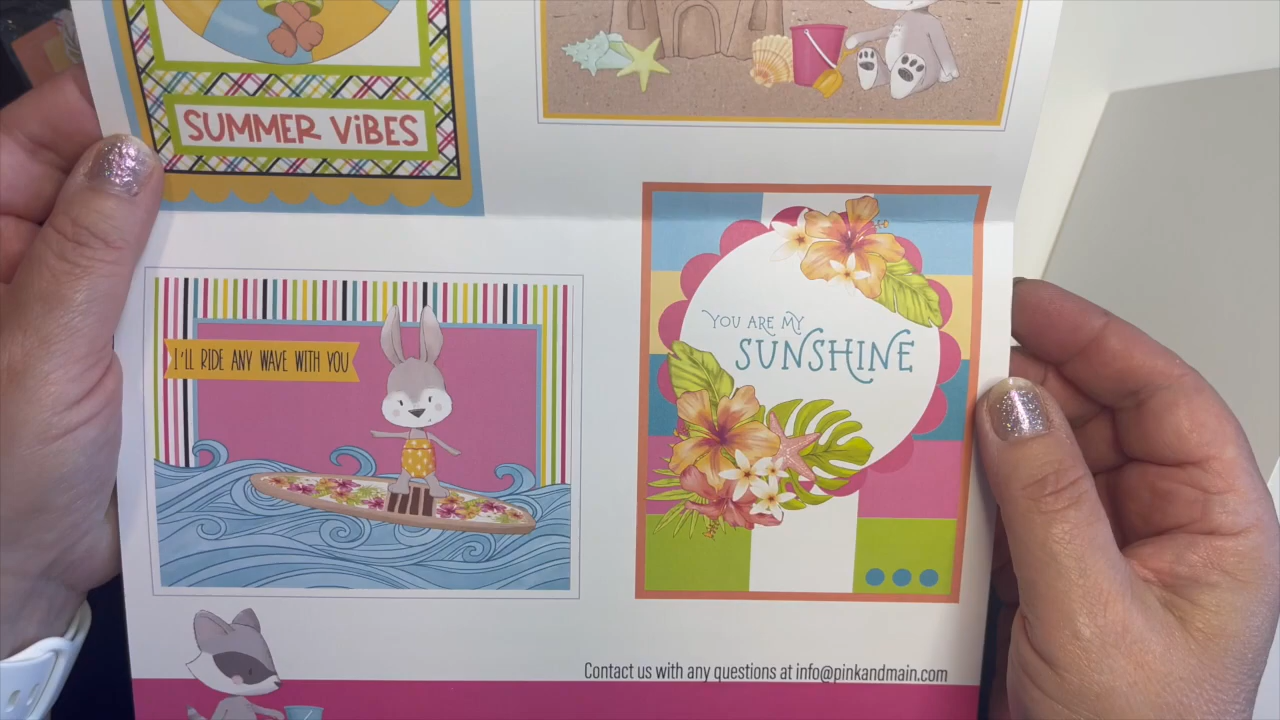 SUMMER ViBES
I'LL RIDE ANY WAVE WITH YOU
YOU ARE MY
SUNSHINE
Contact us with any questions at info@pinkandmain.com